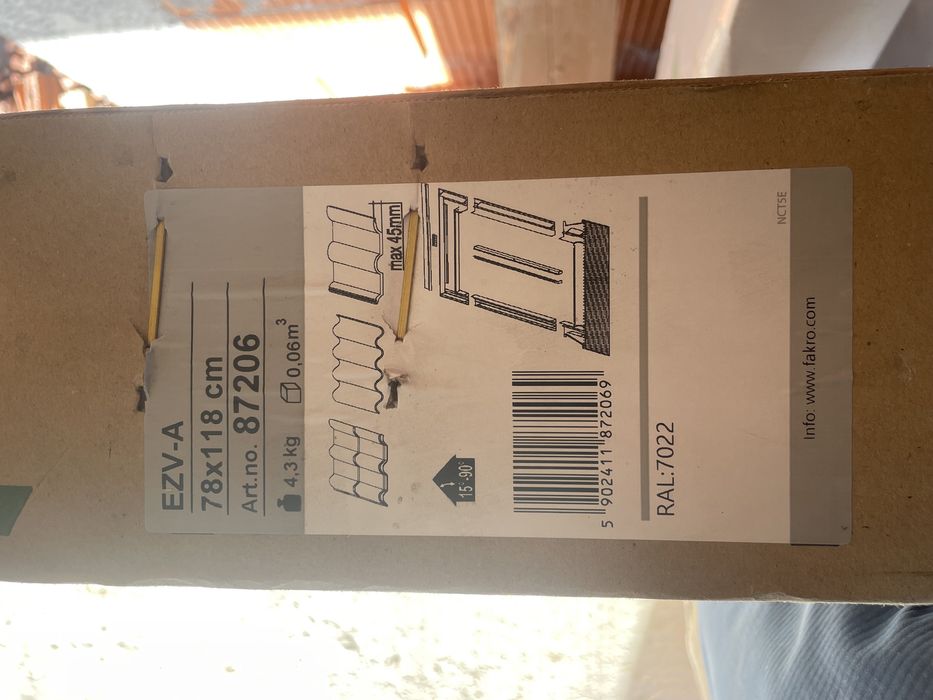 EZV-A
78x118 cm
Art.no. 87206
4,3 kg 0,06m³
max 45mm
15°-90°
5 902411 872069
RAL:7022
Info: www.fakro.com
NCT5E